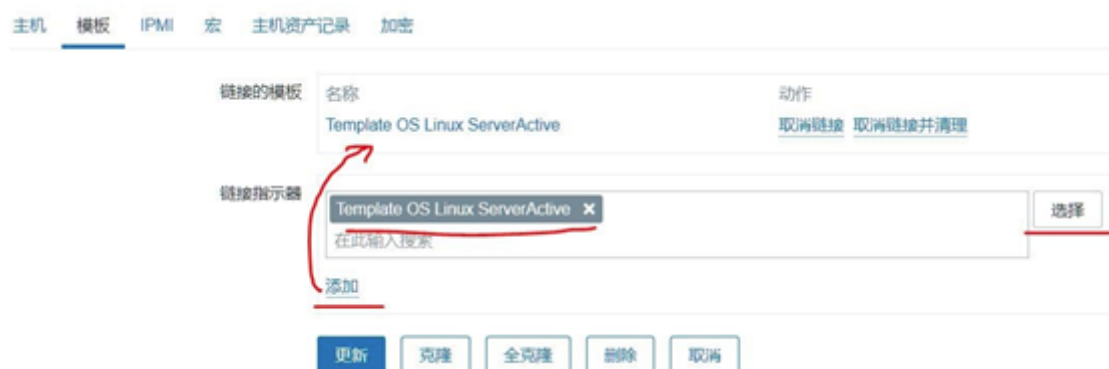 主机 模板 IPMI 宏 主机资产记录 加密
链接的模板 名称 动作
Template OS Linux ServerActive 取消链接 取消链接并清理
链接指示器 Template OS Linux ServerActive × 选择
在此输入搜索
添加
更新 克隆 全克隆 删除 取消